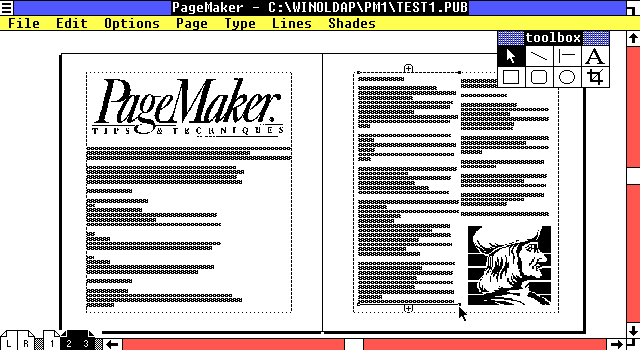 PageMaker - C:\WINOLDAP\PM1\TEST1.PUB
File Edit Options Page Type Lines Shades
toolbox
A
PageMaker.
TIPS & TECHNIQUES
L R 1 2 3